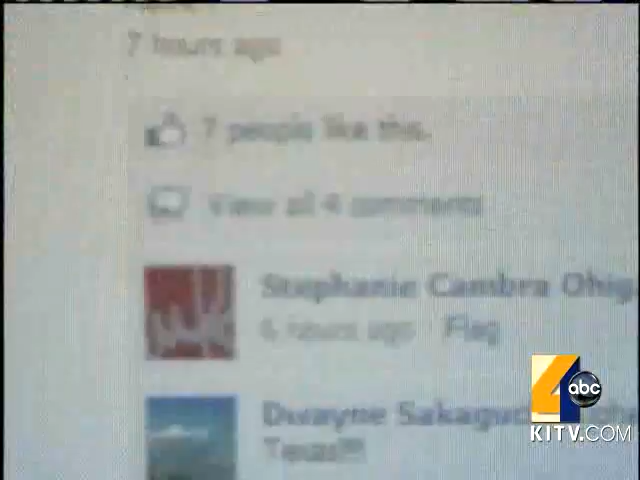 7 hours ago
7 people like this.
View all 4 comments
Stephanie Cambra
6 hours ago Flag
Dwayne
Texas!!!
4 abc
KITV.COM